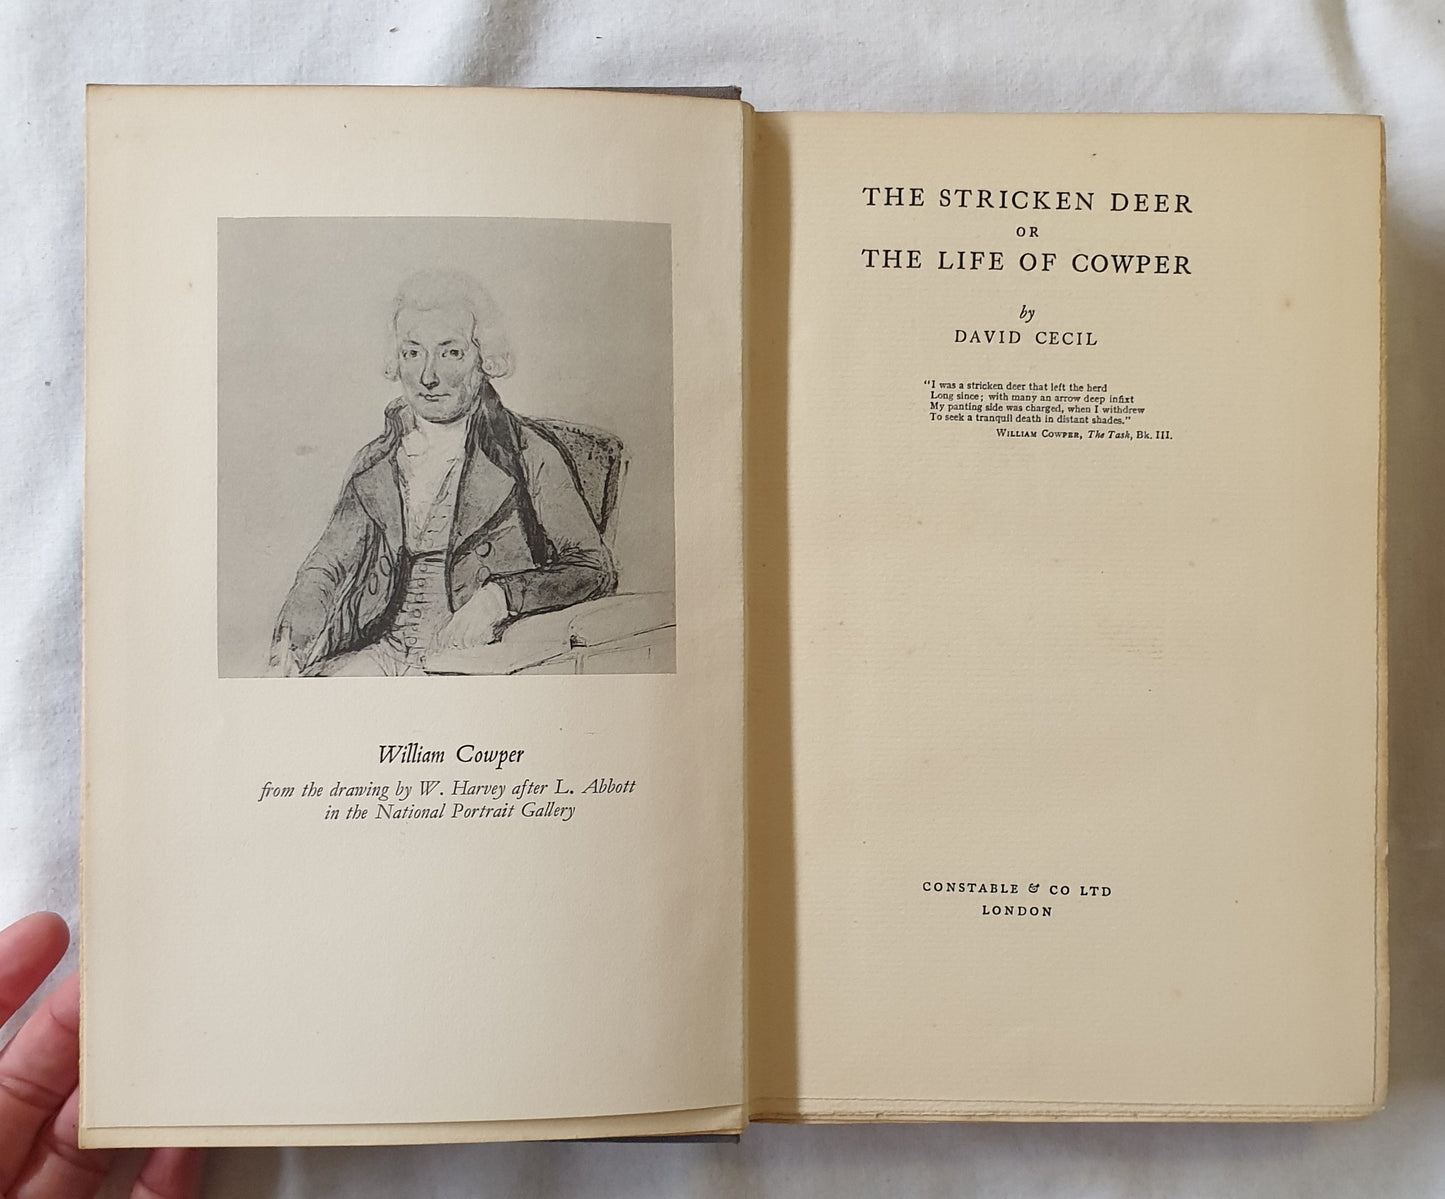 William Cowper
from the drawing by W. Harvey after L. Abbott
in the National Portrait Gallery
THE STRICKEN DEER
OR
THE LIFE OF COWPER
by
DAVID CECIL
"I was a stricken deer that left the herd
Long since; with many an arrow deep infixt
My panting side was charged, when I withdrew
To seek a tranquil death in distant shades."
WILLIAM COWPER, The Task, Bk. III.
CONSTABLE & CO LTD
LONDON